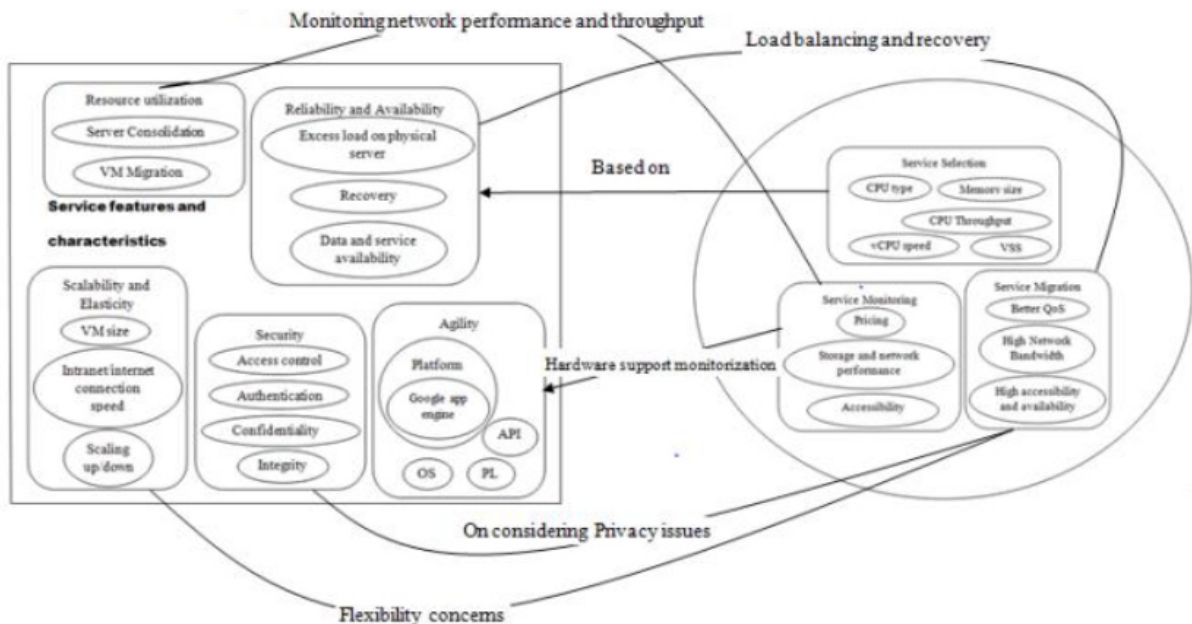 Monitoring network performance and throughput
Load balancing and recovery
Resource utilization
Server Consolidation
VM Migration
Service features and
characteristics
Reliability and Availability
Excess load on physical
server
Recovery
Data and service
availability
Based on
Service Selection
CPU type
Memory size
CPU Throughput
vCPU speed
VSS
Scalability and
Elasticity
VM size
Intranet/internet
connection
speed
Scaling
up/down
Security
Access control
Authentication
Confidentiality
Integrity
Agility
Platform
Google app
engine
API
OS
PL
Hardware support monitorization
Service Monitoring
Pricing
Storage and network
performance
Accessibility
Service Migration
Better QoS
High Network
Bandwidth
High accessibility
and availability
On considering Privacy issues
Flexibility concerns